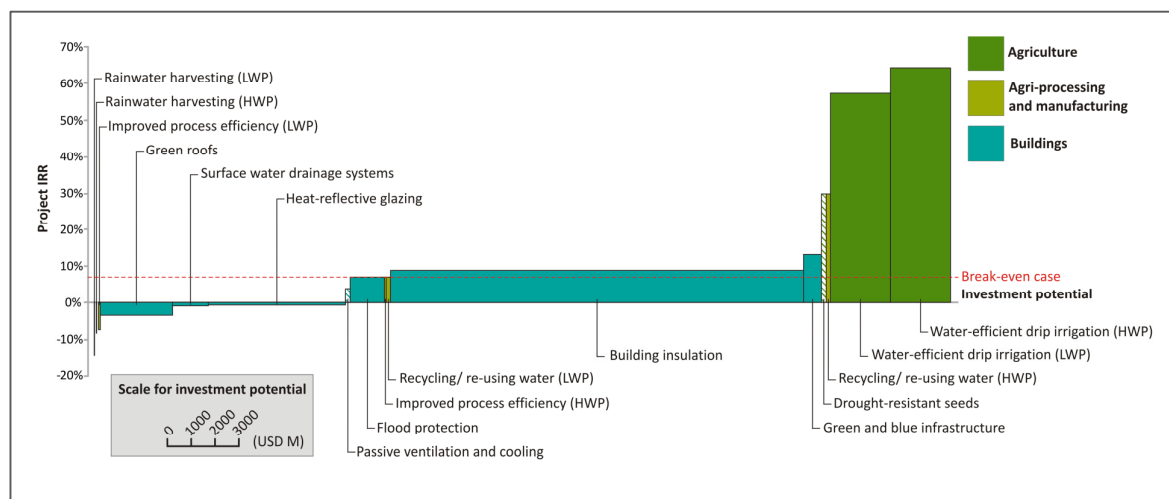 70%
60%
50%
40%
30%
20%
10%
0%
-10%
-20%
Project IRR
Rainwater harvesting (LWP)
Rainwater harvesting (HWP)
Improved process efficiency (LWP)
Green roofs
Surface water drainage systems
Heat-reflective glazing
Agriculture
Agri-processing
and manufacturing
Buildings
Break-even case
Investment potential
Water-efficient drip irrigation (HWP)
Water-efficient drip irrigation (LWP)
Recycling/ re-using water (HWP)
Drought-resistant seeds
Green and blue infrastructure
Building insulation
Recycling/ re-using water (LWP)
Improved process efficiency (HWP)
Flood protection
Passive ventilation and cooling
Scale for investment potential
0 1000 2000 3000
(USD M)